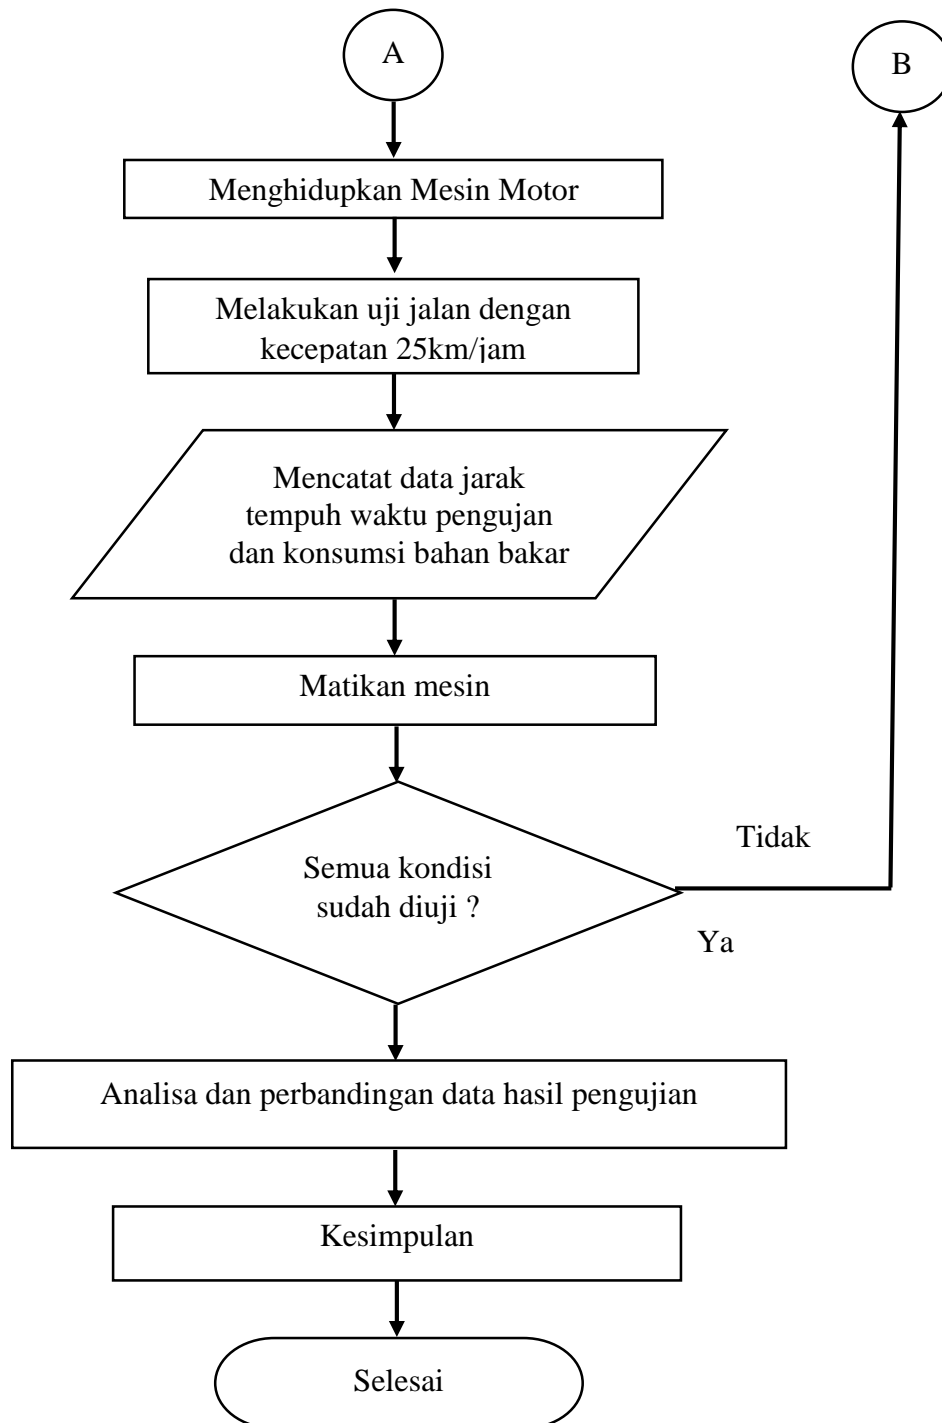 A
B
Menghidupkan Mesin Motor
Melakukan uji jalan dengan
kecepatan 25km/jam
Mencatat data jarak
tempuh waktu pengujan
dan konsumsi bahan bakar
Matikan mesin
Tidak
Semua kondisi
sudah diuji ?
Ya
Analisa dan perbandingan data hasil pengujian
Kesimpulan
Selesai